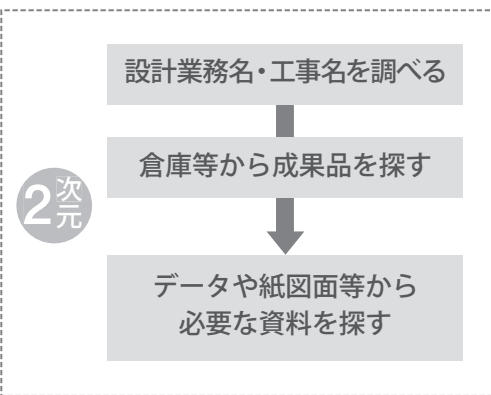 設計業務名・工事名を調べる
倉庫等から成果品を探す
2次元
データや紙図面等から
必要な資料を探す